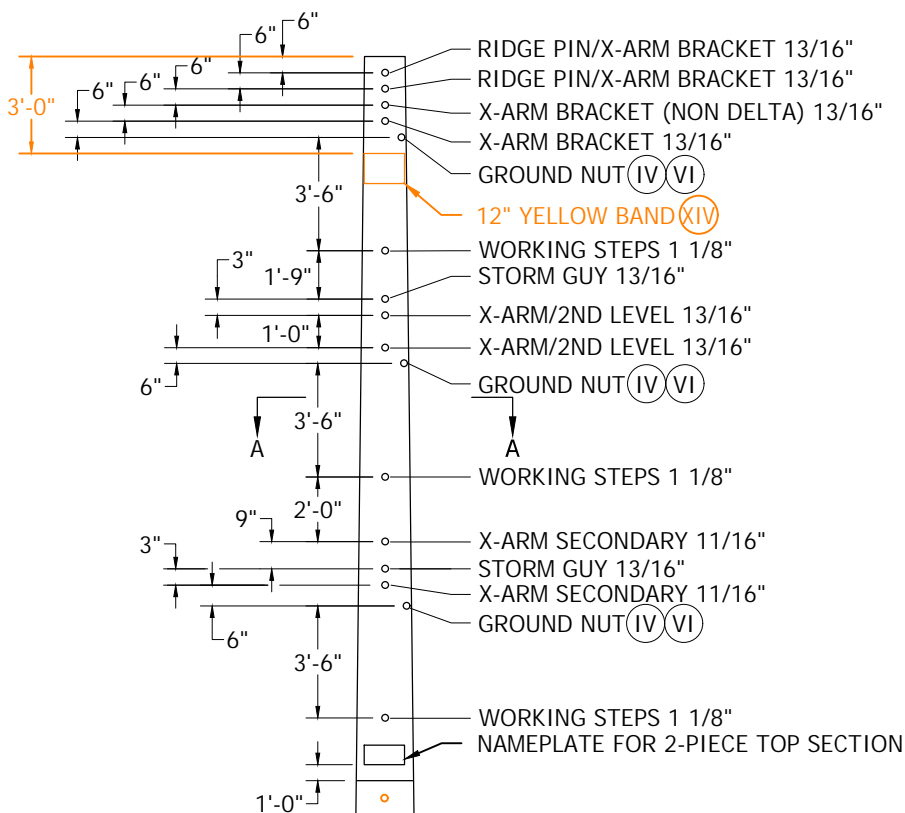 6"
6"
6"
6"
6"
3'-0"
RIDGE PIN/X-ARM BRACKET 13/16"
RIDGE PIN/X-ARM BRACKET 13/16"
X-ARM BRACKET (NON DELTA) 13/16"
X-ARM BRACKET 13/16"
GROUND NUT IV VI
3'-6"
12" YELLOW BAND XIV
WORKING STEPS 1 1/8"
3"
1'-9"
STORM GUY 13/16"
X-ARM/2ND LEVEL 13/16"
1'-0"
X-ARM/2ND LEVEL 13/16"
6"
GROUND NUT IV VI
3'-6"
A
A
WORKING STEPS 1 1/8"
2'-0"
9"
X-ARM SECONDARY 11/16"
3"
STORM GUY 13/16"
X-ARM SECONDARY 11/16"
6"
GROUND NUT IV VI
3'-6"
WORKING STEPS 1 1/8"
NAMEPLATE FOR 2-PIECE TOP SECTION
1'-0"